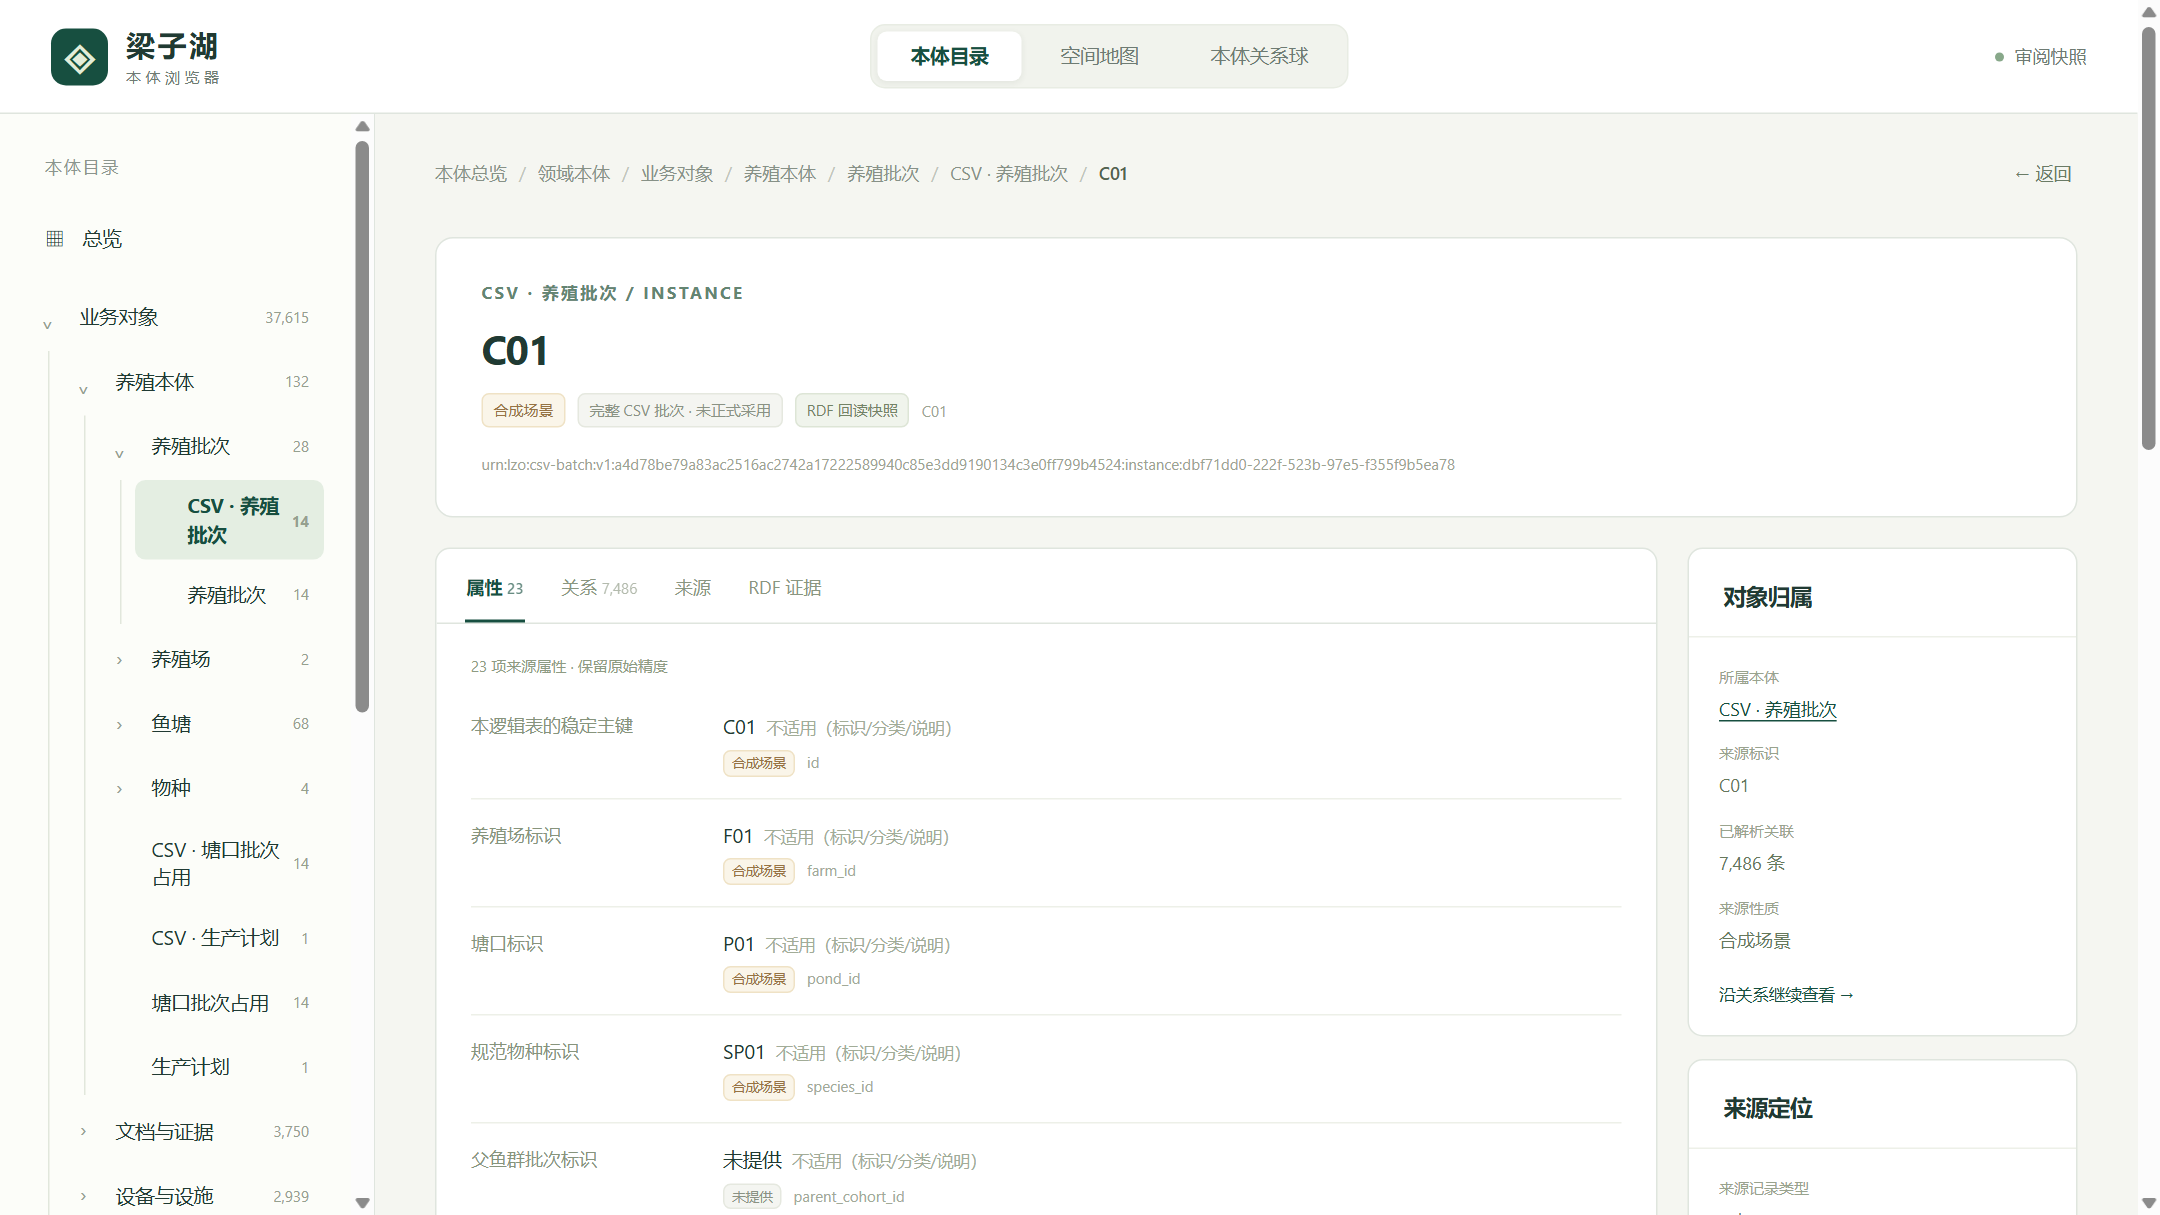 梁子湖
本体浏览器
本体目录
空间地图
本体关系球
审阅快照
本体目录
总览
业务对象 37,615
养殖本体 132
养殖批次 28
CSV · 养殖
批次 14
养殖批次 14
养殖场 2
鱼塘 68
物种 4
CSV · 塘口批次
占用 14
CSV · 生产计划 1
塘口批次占用 14
生产计划 1
文档与证据 3,750
设备与设施 2,939
本体总览 / 领域本体 / 业务对象 / 养殖本体 / 养殖批次 / CSV · 养殖批次 / C01
← 返回
CSV · 养殖批次 / INSTANCE
C01
合成场景 完整 CSV 批次 · 未正式采用 RDF 回读快照 C01
urn:lzo:csv-batch:v1:a4d78be79a83ac2516ac2742a17222589940c85e3dd9190134c3e0ff799b4524:instance:dbf71dd0-222f-523b-97e5-f355f9b5ea78
属性 23 关系 7,486 来源 RDF 证据
23 项来源属性 · 保留原始精度
本逻辑表的稳定主键 C01 不适用（标识/分类/说明）
合成场景 id
养殖场标识 F01 不适用（标识/分类/说明）
合成场景 farm_id
塘口标识 P01 不适用（标识/分类/说明）
合成场景 pond_id
规范物种标识 SP01 不适用（标识/分类/说明）
合成场景 species_id
父鱼群批次标识 未提供 不适用（标识/分类/说明）
未提供 parent_cohort_id
对象归属
所属本体
CSV · 养殖批次
来源标识
C01
已解析关联
7,486 条
来源性质
合成场景
沿关系继续查看 →
来源定位
来源记录类型